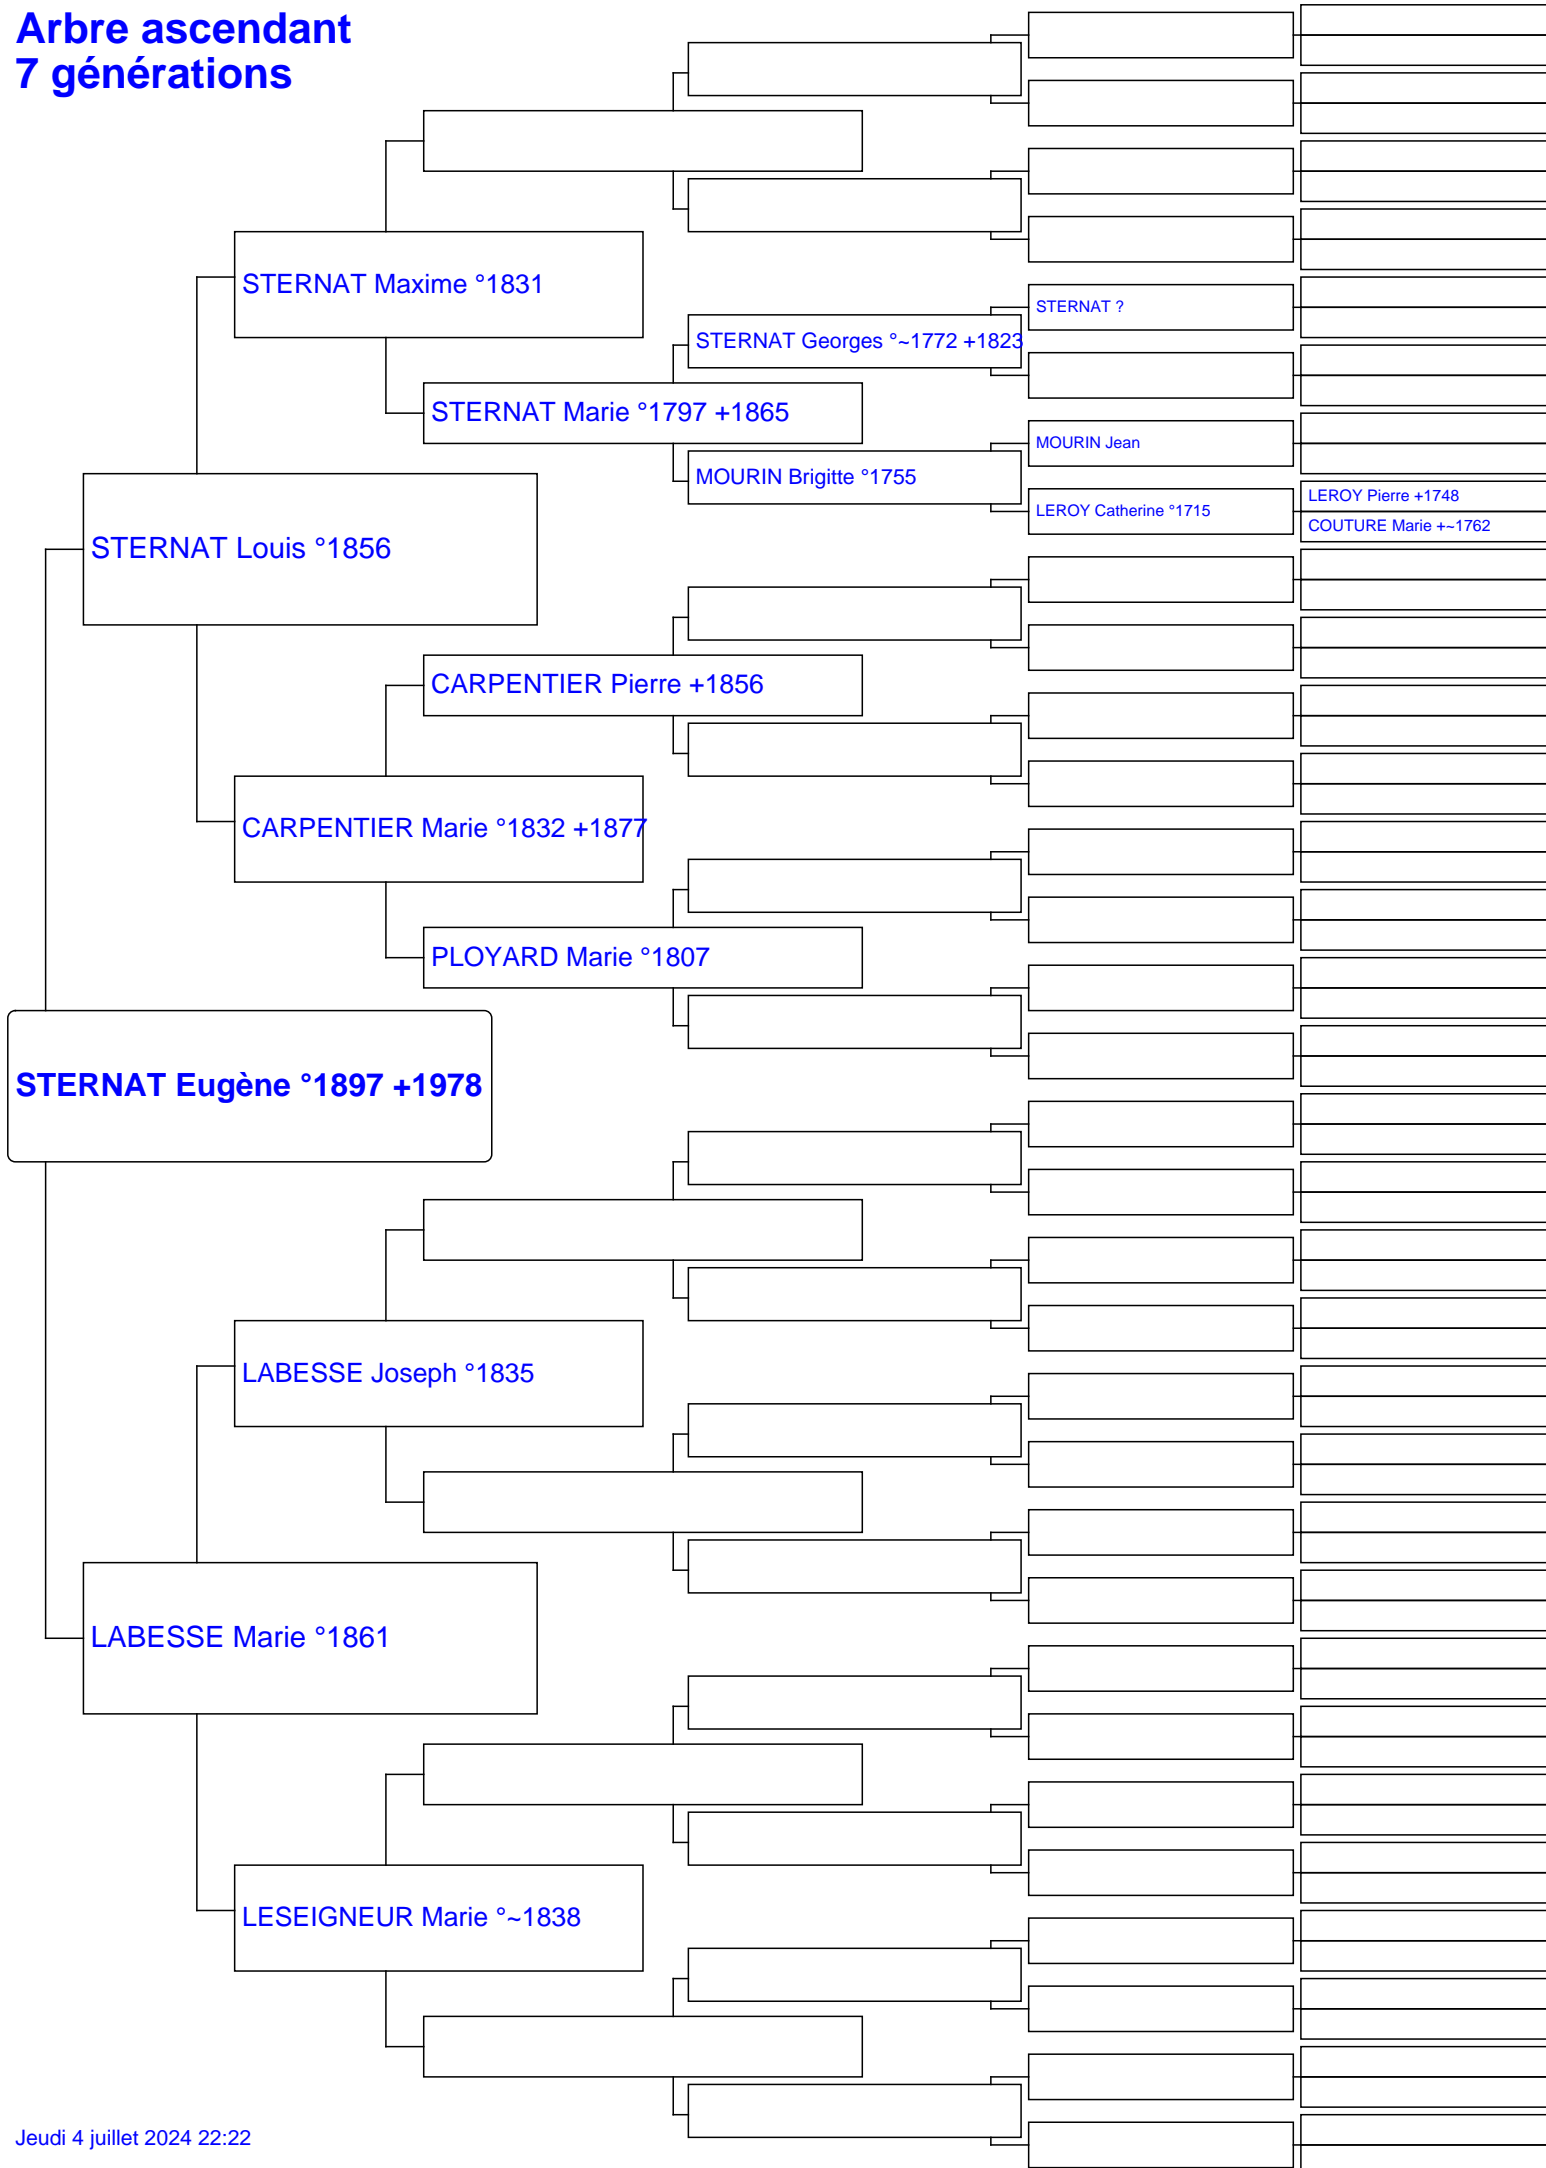 Arbre ascendant
7 générations
STERNAT Maxime °1831
STERNAT ?
STERNAT Georges °~1772 +1823
STERNAT Marie °1797 +1865
MOURIN Jean
MOURIN Brigitte °1755
LEROY Pierre +1748
LEROY Catherine °1715
COUTURE Marie +~1762
STERNAT Louis °1856
CARPENTIER Pierre +1856
CARPENTIER Marie °1832 +1877
PLOYARD Marie °1807
STERNAT Eugène °1897 +1978
LABESSE Joseph °1835
LABESSE Marie °1861
LESEIGNEUR Marie °~1838
Jeudi 4 juillet 2024 22:22